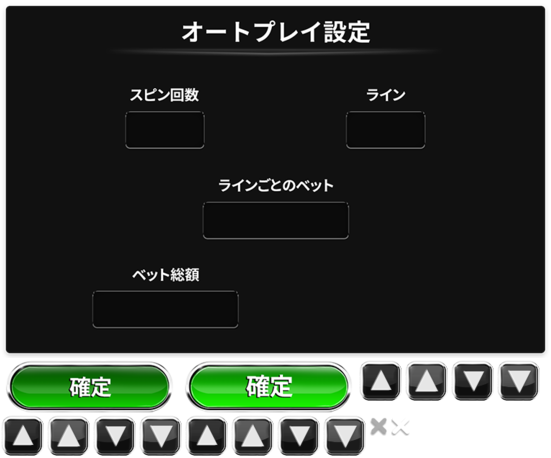 オートプレイ設定
スピン回数 ライン
ラインごとのベット
ベット総額
確定 確定